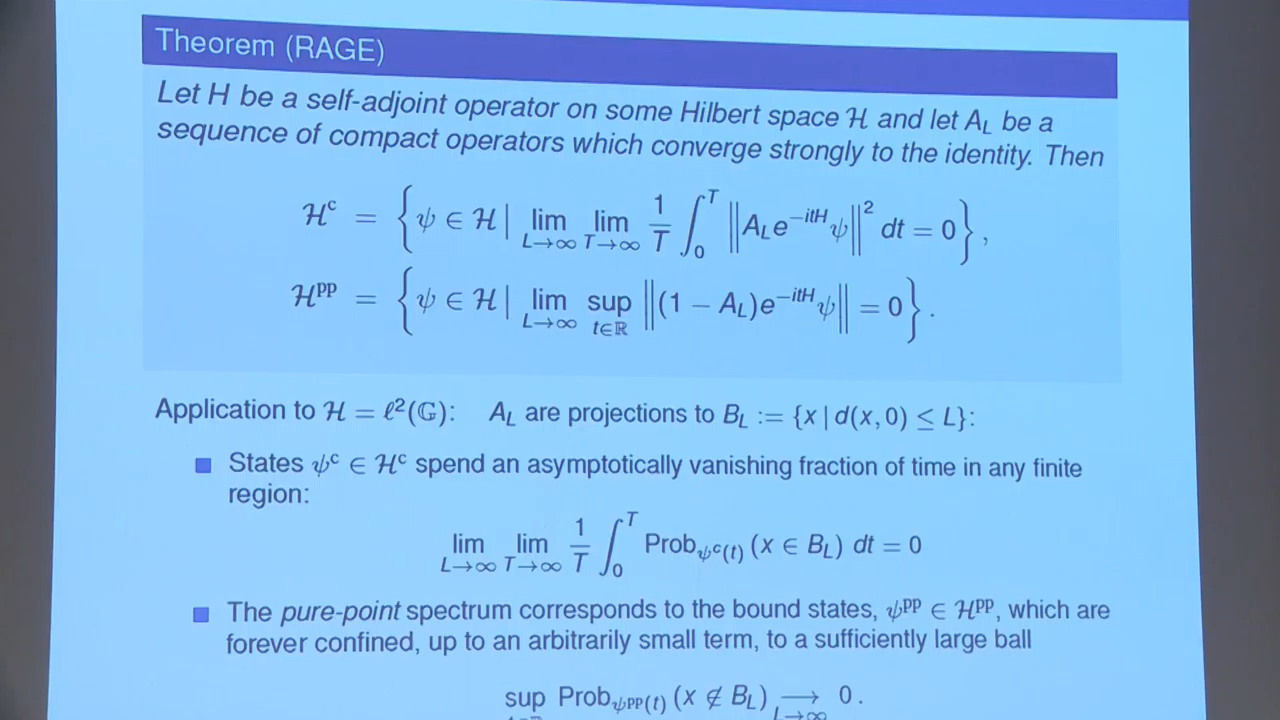 Theorem (RAGE)
Let H be a self-adjoint operator on some Hilbert space ℋ and let A_L be a
sequence of compact operators which converge strongly to the identity. Then
ℋ^c = { ψ ∈ ℋ | lim_{L→∞} lim_{T→∞} 1/T ∫_0^T ‖A_L e^{−itH} ψ‖^2 dt = 0 } ,
ℋ^pp = { ψ ∈ ℋ | lim_{L→∞} sup_{t∈ℝ} ‖(1 − A_L)e^{−itH} ψ‖ = 0 } .
Application to ℋ = ℓ²(𝔾): A_L are projections to B_L := {x | d(x, 0) ≤ L}:
States ψ^c ∈ ℋ^c spend an asymptotically vanishing fraction of time in any finite
region:
lim_{L→∞} lim_{T→∞} 1/T ∫_0^T Prob_{ψ^c(t)} (x ∈ B_L) dt = 0
The pure-point spectrum corresponds to the bound states, ψ^pp ∈ ℋ^pp, which are
forever confined, up to an arbitrarily small term, to a sufficiently large ball
sup Prob_{ψ^pp(t)} (x ∉ B_L) ⟶_{L→∞} 0 .